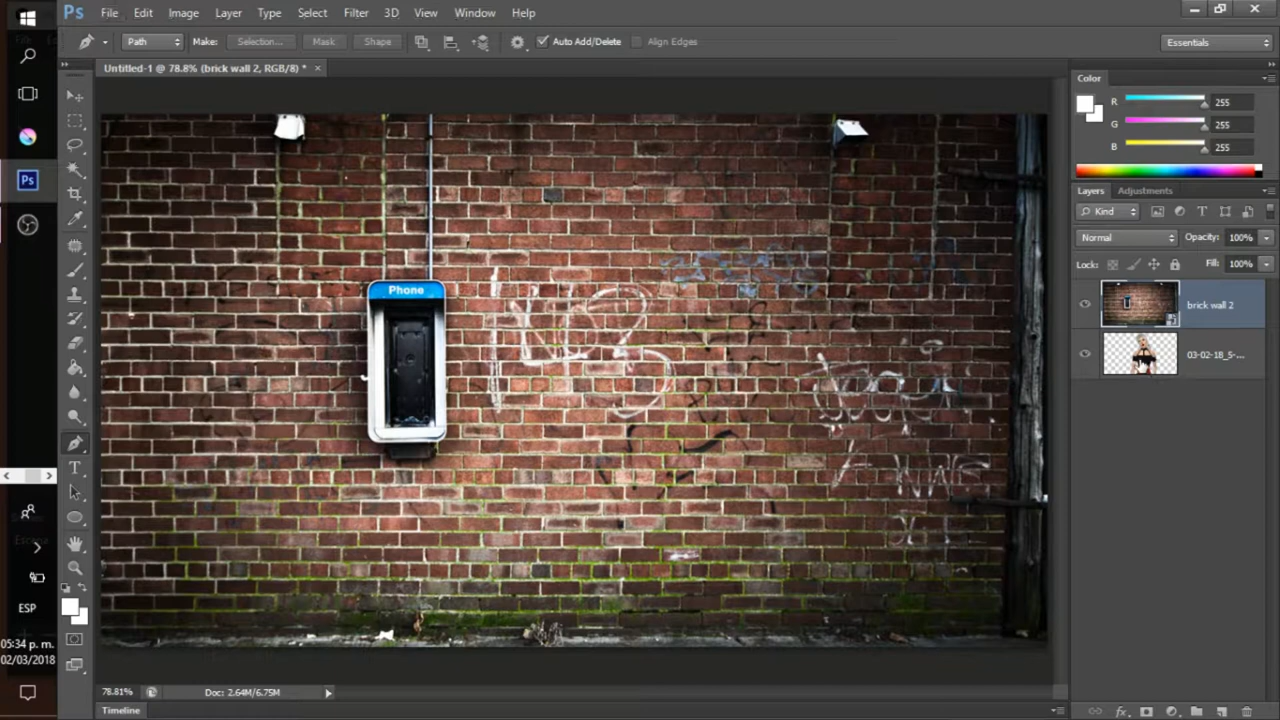 Ps File Edit Image Layer Type Select Filter 3D View Window Help
Path Make: Selection... Mask Shape Auto Add/Delete Align Edges Essentials
Untitled-1 @ 78.8% (brick wall 2, RGB/8) * ×
Color
R 255
G 255
B 255
Layers Adjustments
Kind
Normal Opacity: 100%
Lock: Fill: 100%
Phone
brick wall 2
03-02-18_5-...
Ps
T
ESP
05:34 p. m.
02/03/2018
78.81% Doc: 2.64M/6.75M
Timeline